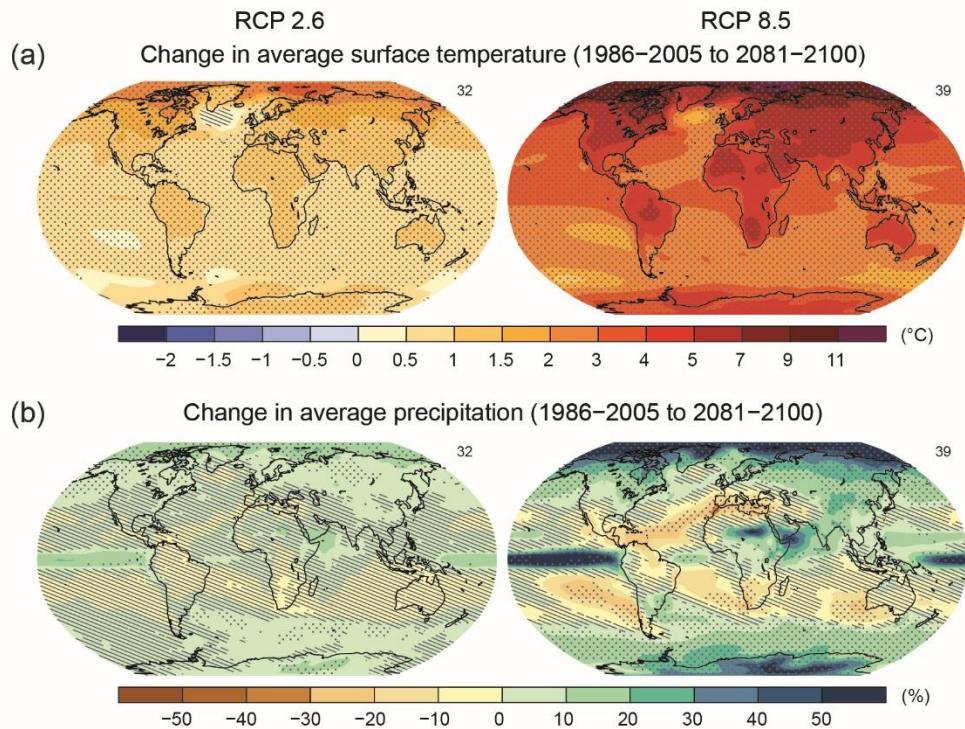 RCP 2.6 RCP 8.5
(a) Change in average surface temperature (1986−2005 to 2081−2100)
32 39
(°C)
−2 −1.5 −1 −0.5 0 0.5 1 1.5 2 3 4 5 7 9 11
(b) Change in average precipitation (1986−2005 to 2081−2100)
32 39
(%)
−50 −40 −30 −20 −10 0 10 20 30 40 50